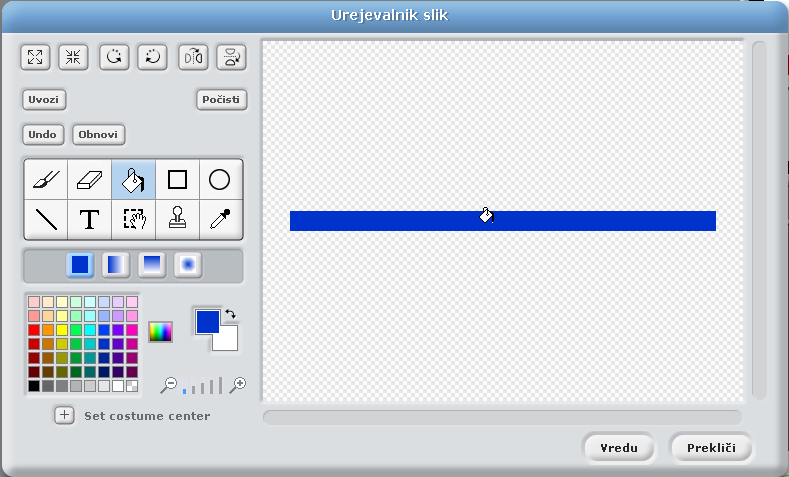 Urejevalnik slik
Uvozi Počisti
Undo Obnovi
T
Set costume center
Vredu Prekliči